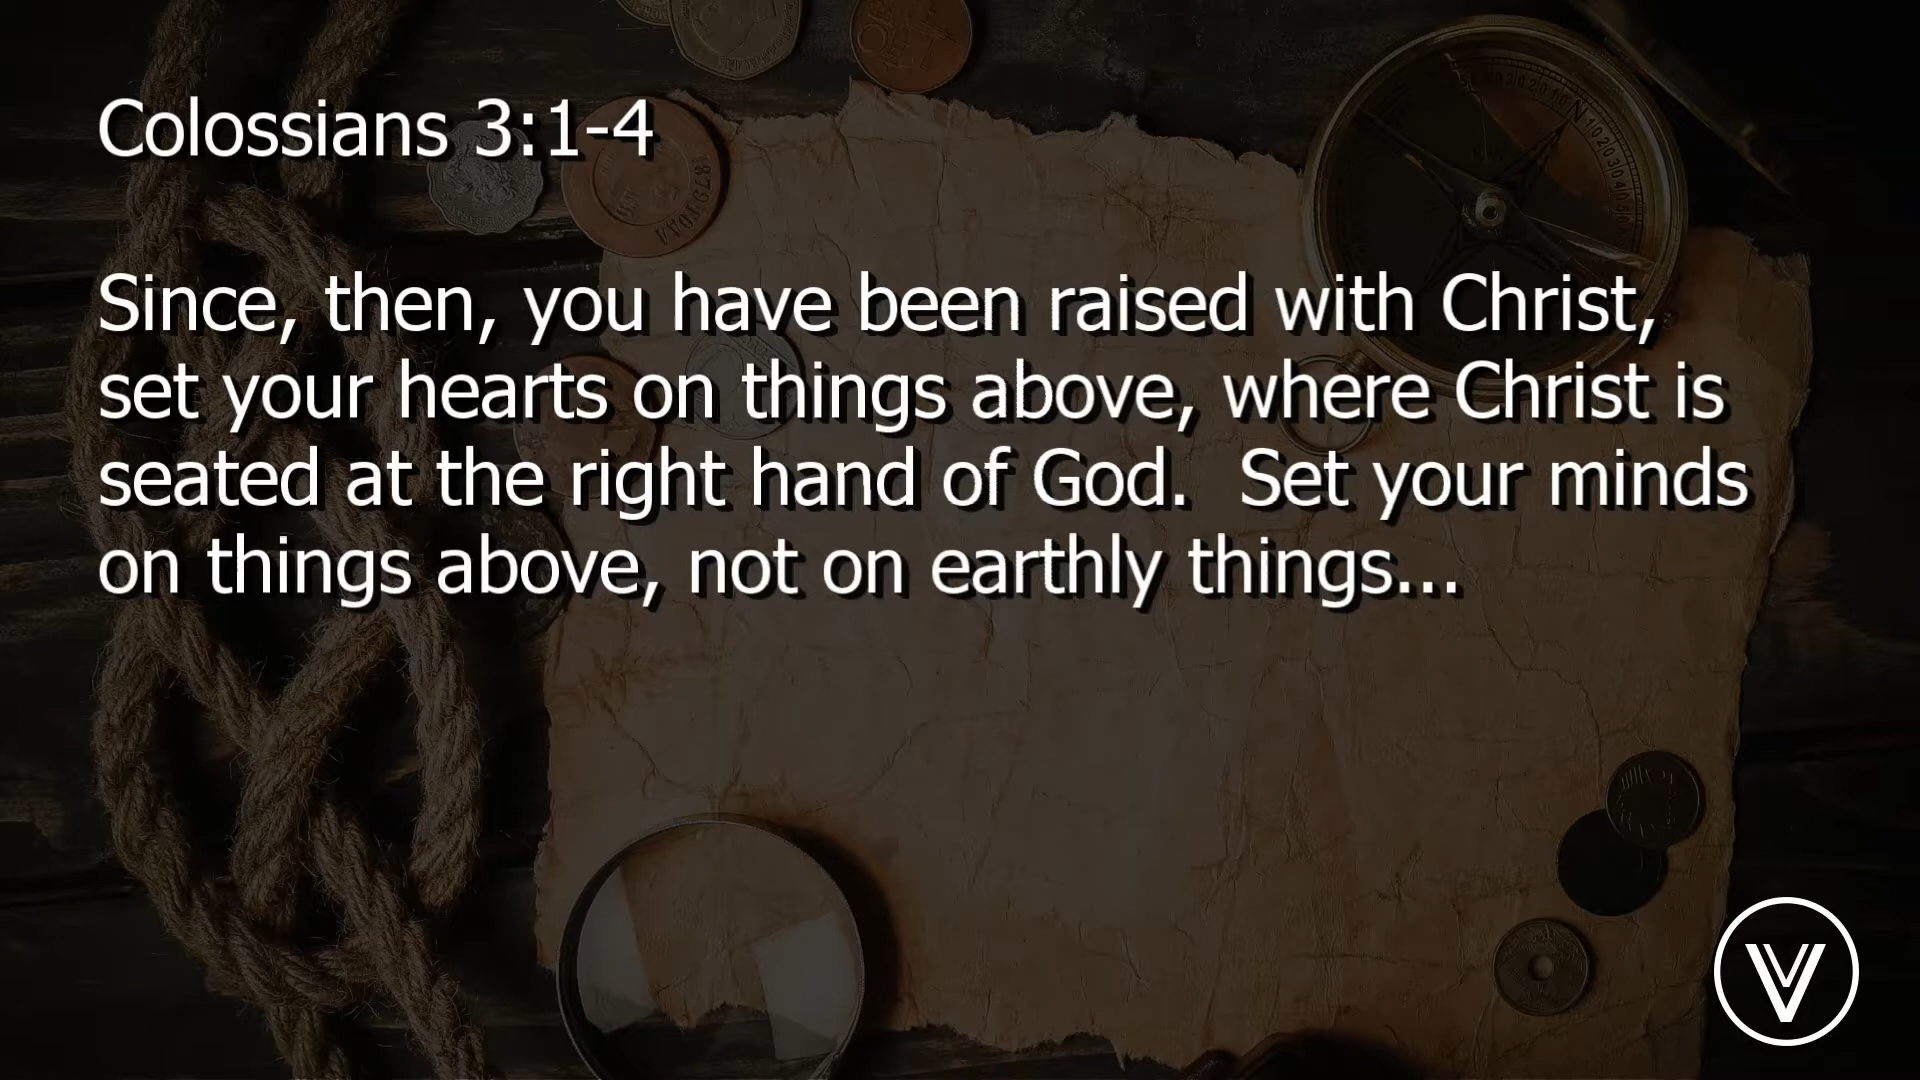 Colossians 3:1-4
Since, then, you have been raised with Christ,
set your hearts on things above, where Christ is
seated at the right hand of God.  Set your minds
on things above, not on earthly things...